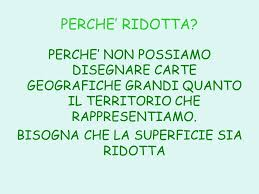 PERCHE’ RIDOTTA?
PERCHE’ NON POSSIAMO
DISEGNARE CARTE
GEOGRAFICHE GRANDI QUANTO
IL TERRITORIO CHE
RAPPRESENTIAMO.
BISOGNA CHE LA SUPERFICIE SIA
RIDOTTA